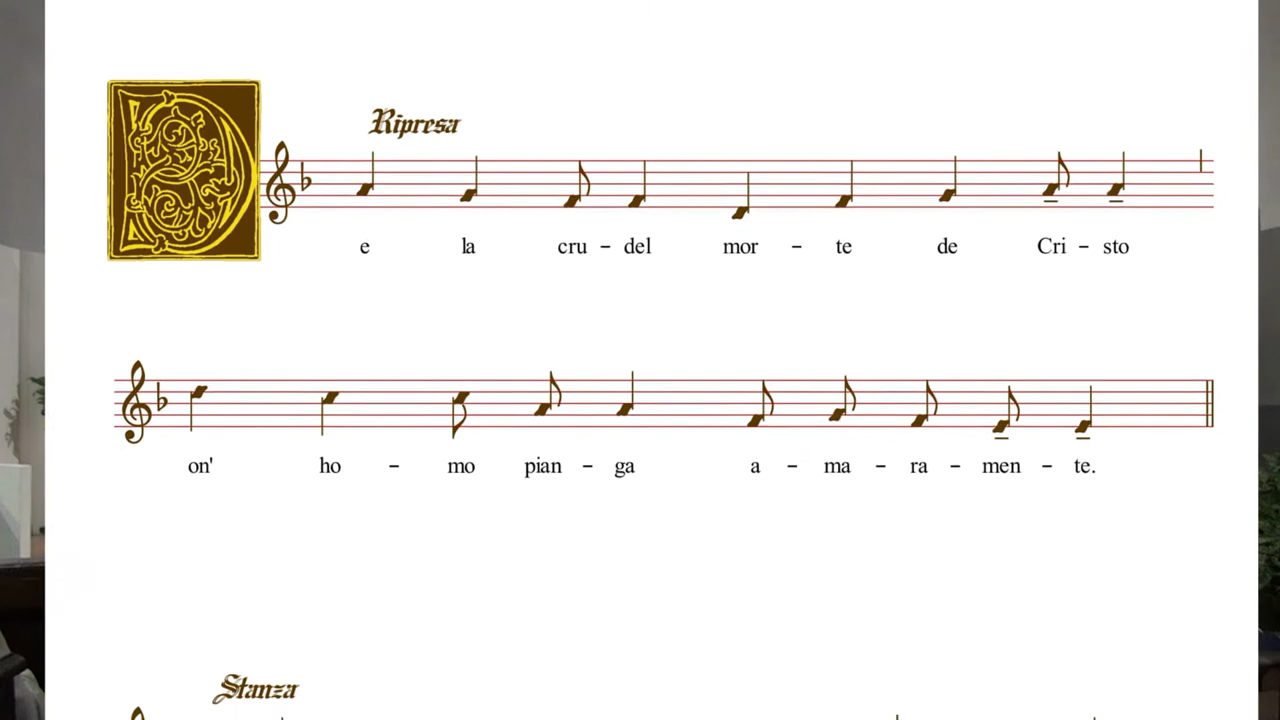 Ripresa
D e la cru - del mor - te de Cri - sto
on' ho - mo pian - ga a - ma - ra - men - te.
Stanza